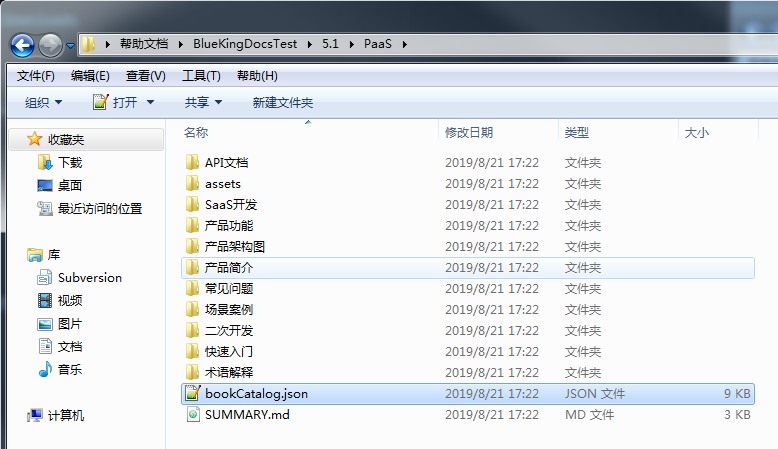 帮助文档 BlueKingDocsTest 5.1 PaaS
文件(F) 编辑(E) 查看(V) 工具(T) 帮助(H)
组织 打开 共享 新建文件夹
收藏夹
下载
桌面
最近访问的位置
库
Subversion
视频
图片
文档
音乐
计算机
名称 修改日期 类型 大小
API文档 2019/8/21 17:22 文件夹
assets 2019/8/21 17:22 文件夹
SaaS开发 2019/8/21 17:22 文件夹
产品功能 2019/8/21 17:22 文件夹
产品架构图 2019/8/21 17:22 文件夹
产品简介 2019/8/21 17:22 文件夹
常见问题 2019/8/21 17:22 文件夹
场景案例 2019/8/21 17:22 文件夹
二次开发 2019/8/21 17:22 文件夹
快速入门 2019/8/21 17:22 文件夹
术语解释 2019/8/21 17:22 文件夹
bookCatalog.json 2019/8/21 17:22 JSON 文件 9 KB
SUMMARY.md 2019/8/21 17:22 MD 文件 3 KB